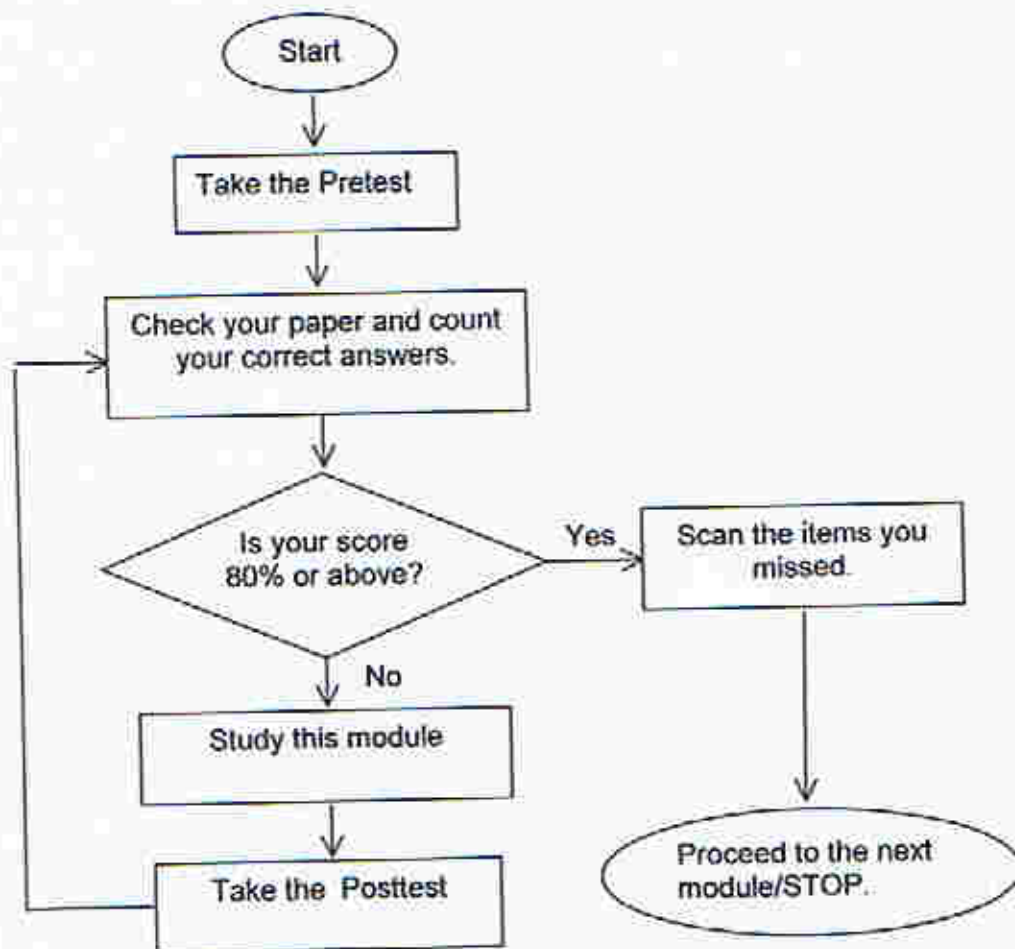 Start
Take the Pretest
Check your paper and count
your correct answers.
Is your score
80% or above?
Yes
Scan the items you
missed.
No
Study this module
Take the Posttest
Proceed to the next
module/STOP.